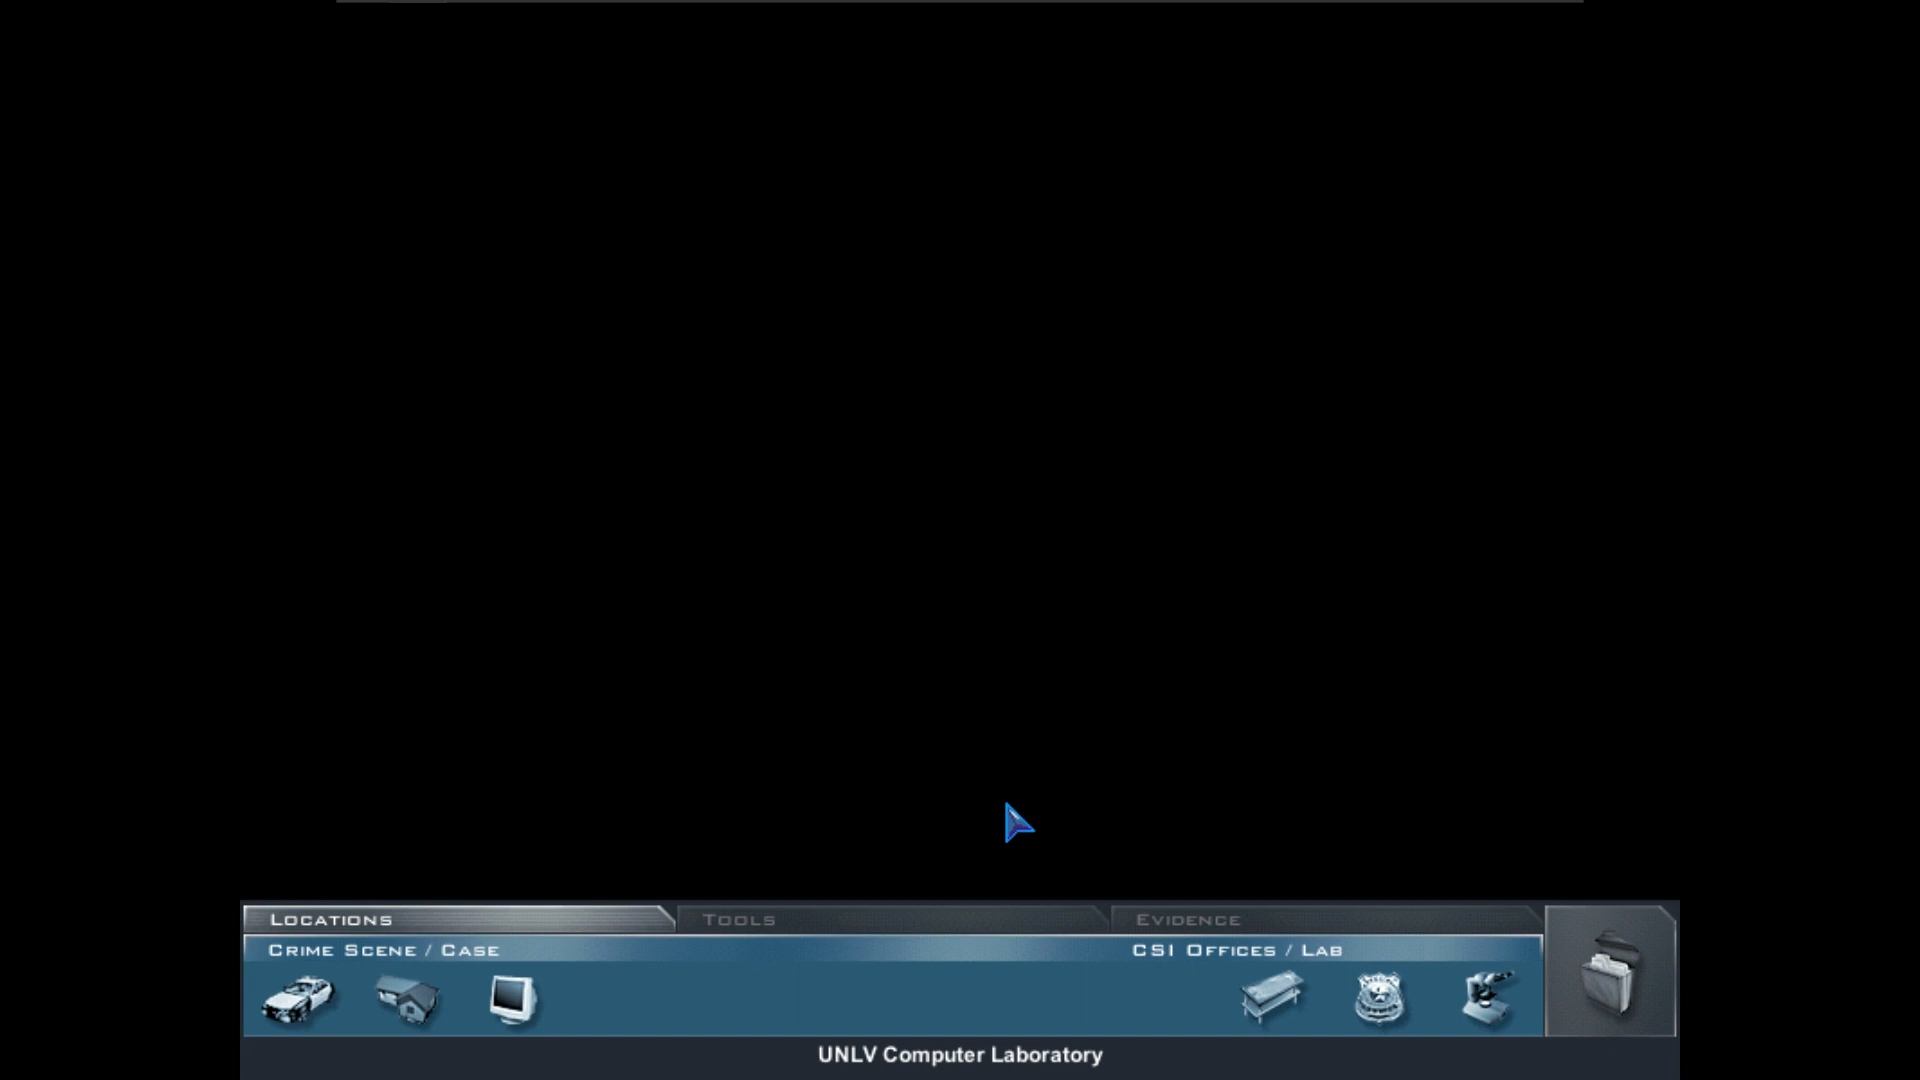 LOCATIONS
TOOLS
EVIDENCE
CRIME SCENE / CASE
CSI OFFICES / LAB
UNLV Computer Laboratory